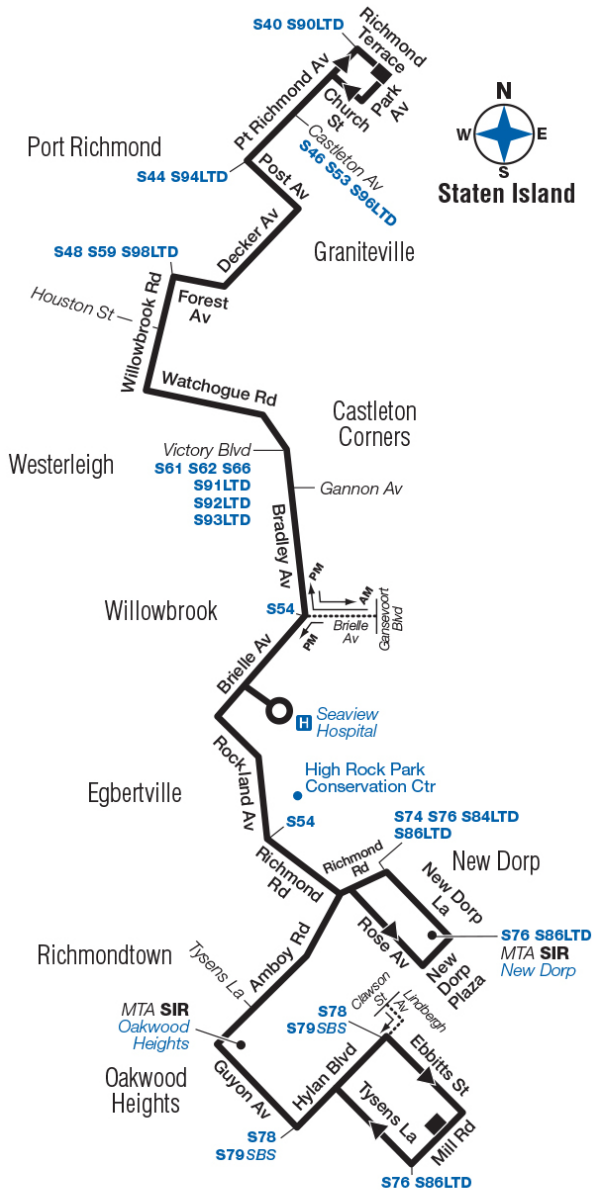 S40 S90LTD
Richmond
Terrace
Park
Av
Church
St
Pt Richmond Av
N
W
E
S
Staten Island
Port Richmond
Castleton Av
S46 S53 S96LTD
S44 S94LTD
Post Av
Graniteville
Decker Av
S48 S59 S98LTD
Forest
Av
Houston St
Willowbrook Rd
Watchogue Rd
Castleton
Corners
Westerleigh
Victory Blvd
S61 S62 S66
S91LTD
S92LTD
S93LTD
Gannon Av
Bradley Av
PM
AM
Willowbrook
S54
PM
Brielle
Av
Gansevoort
Blvd
Brielle Av
H
Seaview
Hospital
Rockland Av
High Rock Park
Conservation Ctr
Egbertville
S54
S74 S76 S84LTD
S86LTD
Richmond
Rd
Richmond
Rd
New Dorp
New Dorp
La
Rose Av
New
Dorp
Plaza
S76 S86LTD
MTA SIR
New Dorp
Richmondtown
Amboy Rd
Tysens La
MTA SIR
Oakwood
Heights
Clawson
St
Lindbergh
Av
S78
S79SBS
Oakwood
Heights
Guyon Av
Hylan Blvd
Ebbitts St
Tysens La
Mill Rd
S78
S79SBS
S76 S86LTD